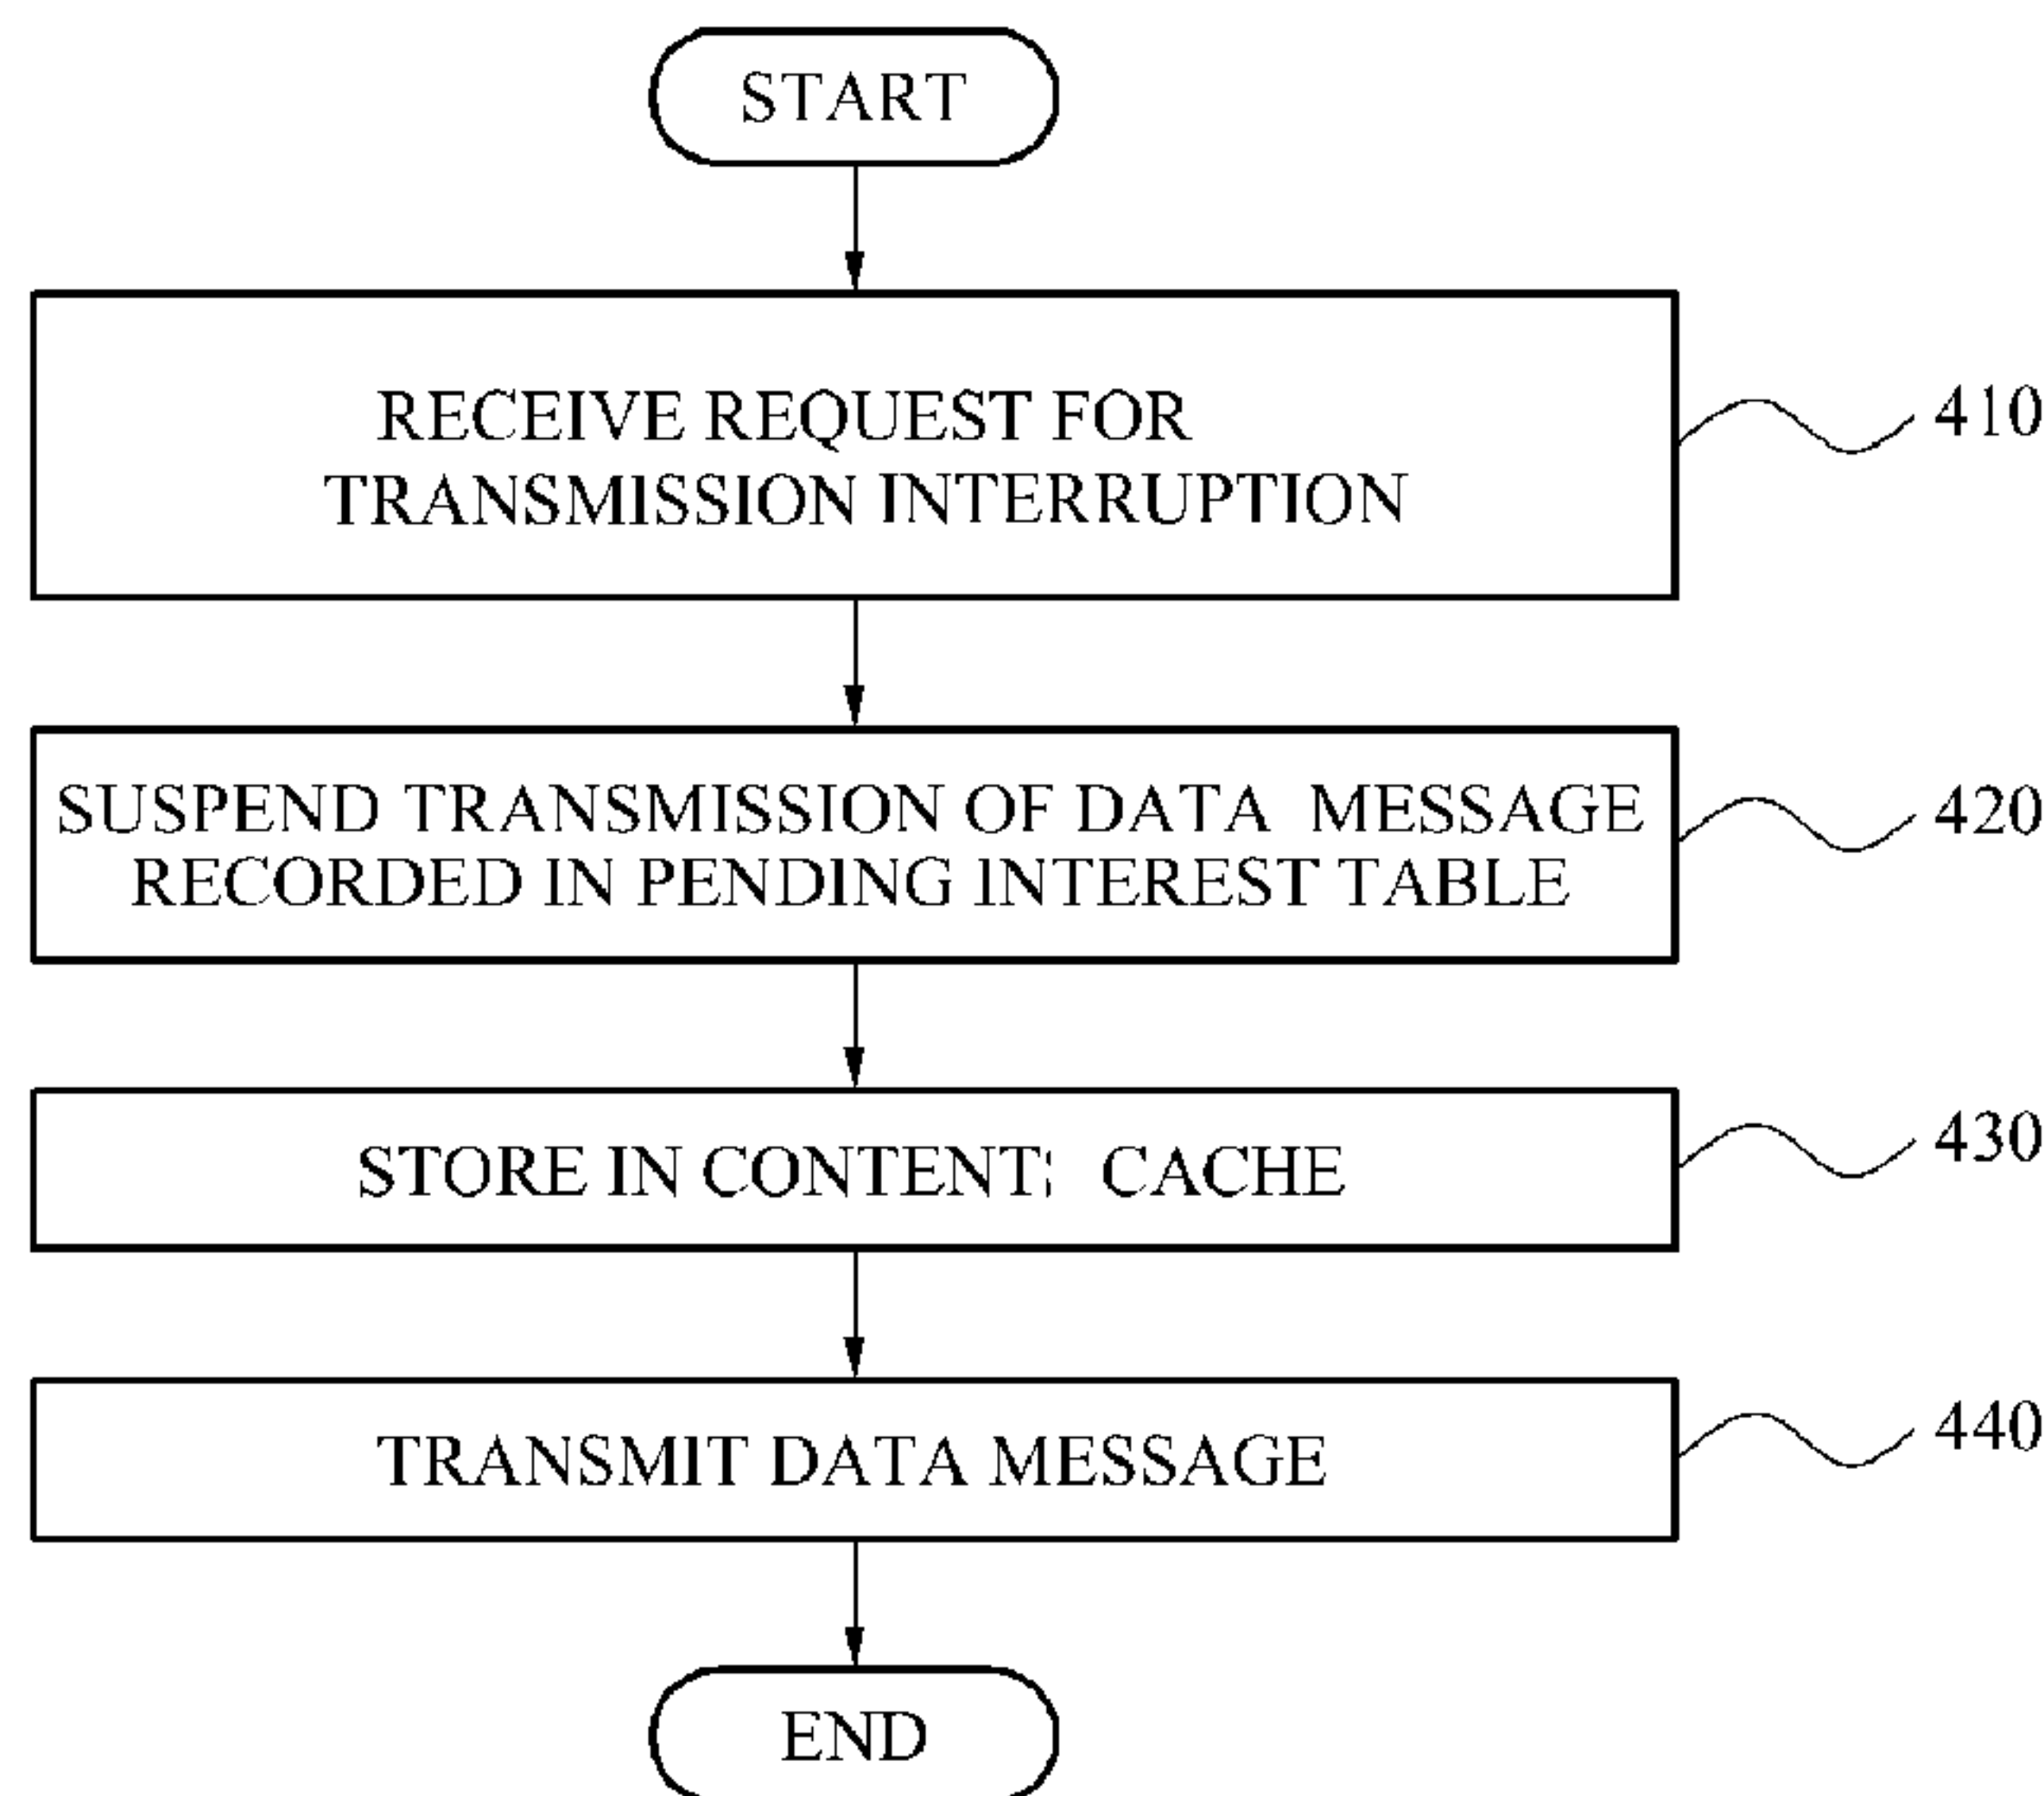 START
RECEIVE REQUEST FOR
TRANSMISSION INTERRUPTION
410
SUSPEND TRANSMISSION OF DATA MESSAGE
RECORDED IN PENDING INTEREST TABLE
420
STORE IN CONTENT CACHE
430
TRANSMIT DATA MESSAGE
440
END